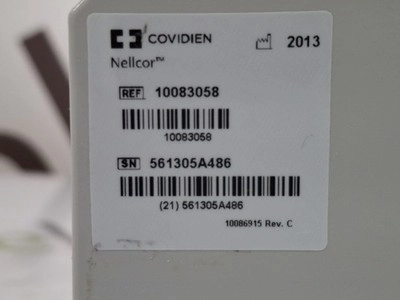 COVIDIEN 2013
Nellcor™
REF 10083058
10083058
SN 561305A486
(21) 561305A486
10086915 Rev. C